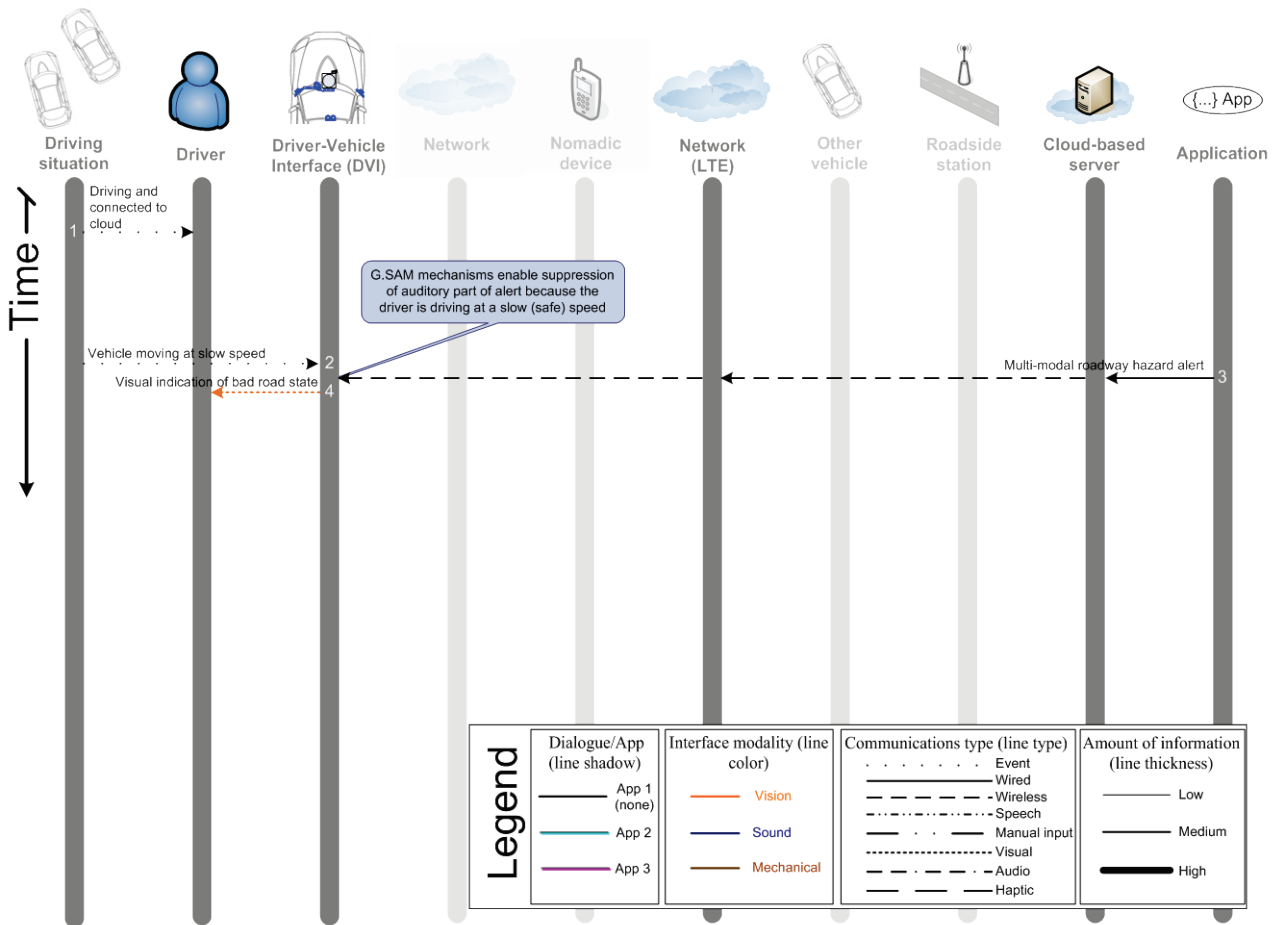 {...} App
Driving
situation
Driver
Driver-Vehicle
Interface (DVI)
Network
Nomadic
device
Network
(LTE)
Other
vehicle
Roadside
station
Cloud-based
server
Application
Time
Driving and
connected to
cloud
1
G.SAM mechanisms enable suppression
of auditory part of alert because the
driver is driving at a slow (safe) speed
Vehicle moving at slow speed
2
Multi-modal roadway hazard alert
3
Visual indication of bad road state
4
Legend
Dialogue/App
(line shadow)
App 1
(none)
App 2
App 3
Interface modality (line
color)
Vision
Sound
Mechanical
Communications type (line type)
Event
Wired
Wireless
Speech
Manual input
Visual
Audio
Haptic
Amount of information
(line thickness)
Low
Medium
High